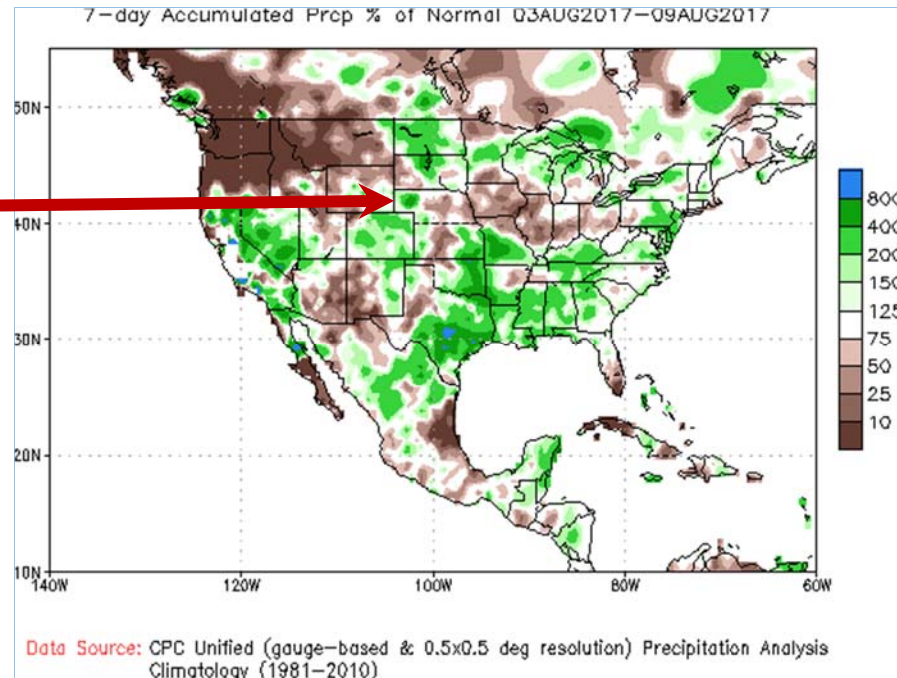 7-day Accumulated Prcp % of Normal 03AUG2017-09AUG2017
50N
40N
30N
20N
10N
140W 120W 100W 80W 60W
800
400
200
150
125
75
50
25
10
Data Source: CPC Unified (gauge-based & 0.5x0.5 deg resolution) Precipitation Analysis
Climatology (1981-2010)